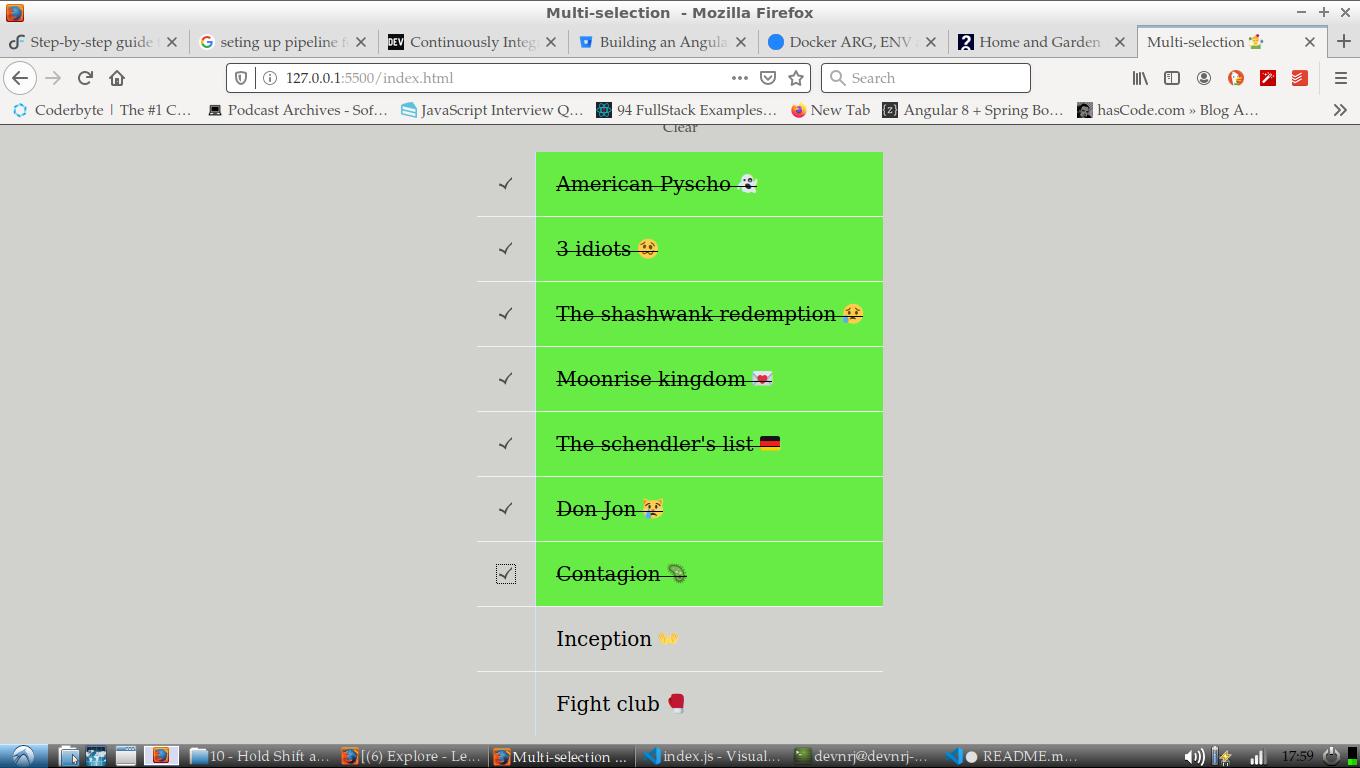 Multi-selection - Mozilla Firefox
Step-by-step guide
seting up pipeline f
DEV Continuously Integ
Building an Angula
Docker ARG, ENV
Home and Garden
Multi-selection
127.0.0.1:5500/index.html
Search
Coderbyte | The #1 C…
Podcast Archives - Sof…
JavaScript Interview Q…
94 FullStack Examples…
New Tab
Angular 8 + Spring Bo…
hasCode.com » Blog A…
Clear
American Pyscho
3 idiots
The shashwank redemption
Moonrise kingdom
The schendler's list
Don Jon
Contagion
Inception
Fight club
10 - Hold Shift a...
[(6) Explore - Le...
Multi-selection ...
index.js - Visual...
devnrj@devnrj-...
● README.m...
17:59